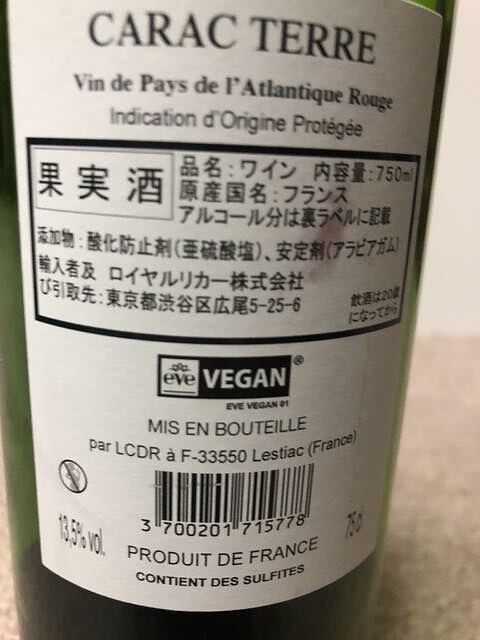 CARAC TERRE
Vin de Pays de l'Atlantique Rouge
Indication d'Origine Protégée
果実酒
品名:ワイン 内容量:750ml
原産国名:フランス
アルコール分は裏ラベルに記載
添加物:酸化防止剤(亜硫酸塩)、安定剤(アラビアガム)
輸入者及 ロイヤルリカー株式会社
び引取先:東京都渋谷区広尾5-25-6
飲酒は20歳
になってから
eve VEGAN®
EVE VEGAN 01
MIS EN BOUTEILLE
par LCDR à F-33550 Lestiac (France)
3 700201 715778
13,5% vol.
75 cl
PRODUIT DE FRANCE
CONTIENT DES SULFITES